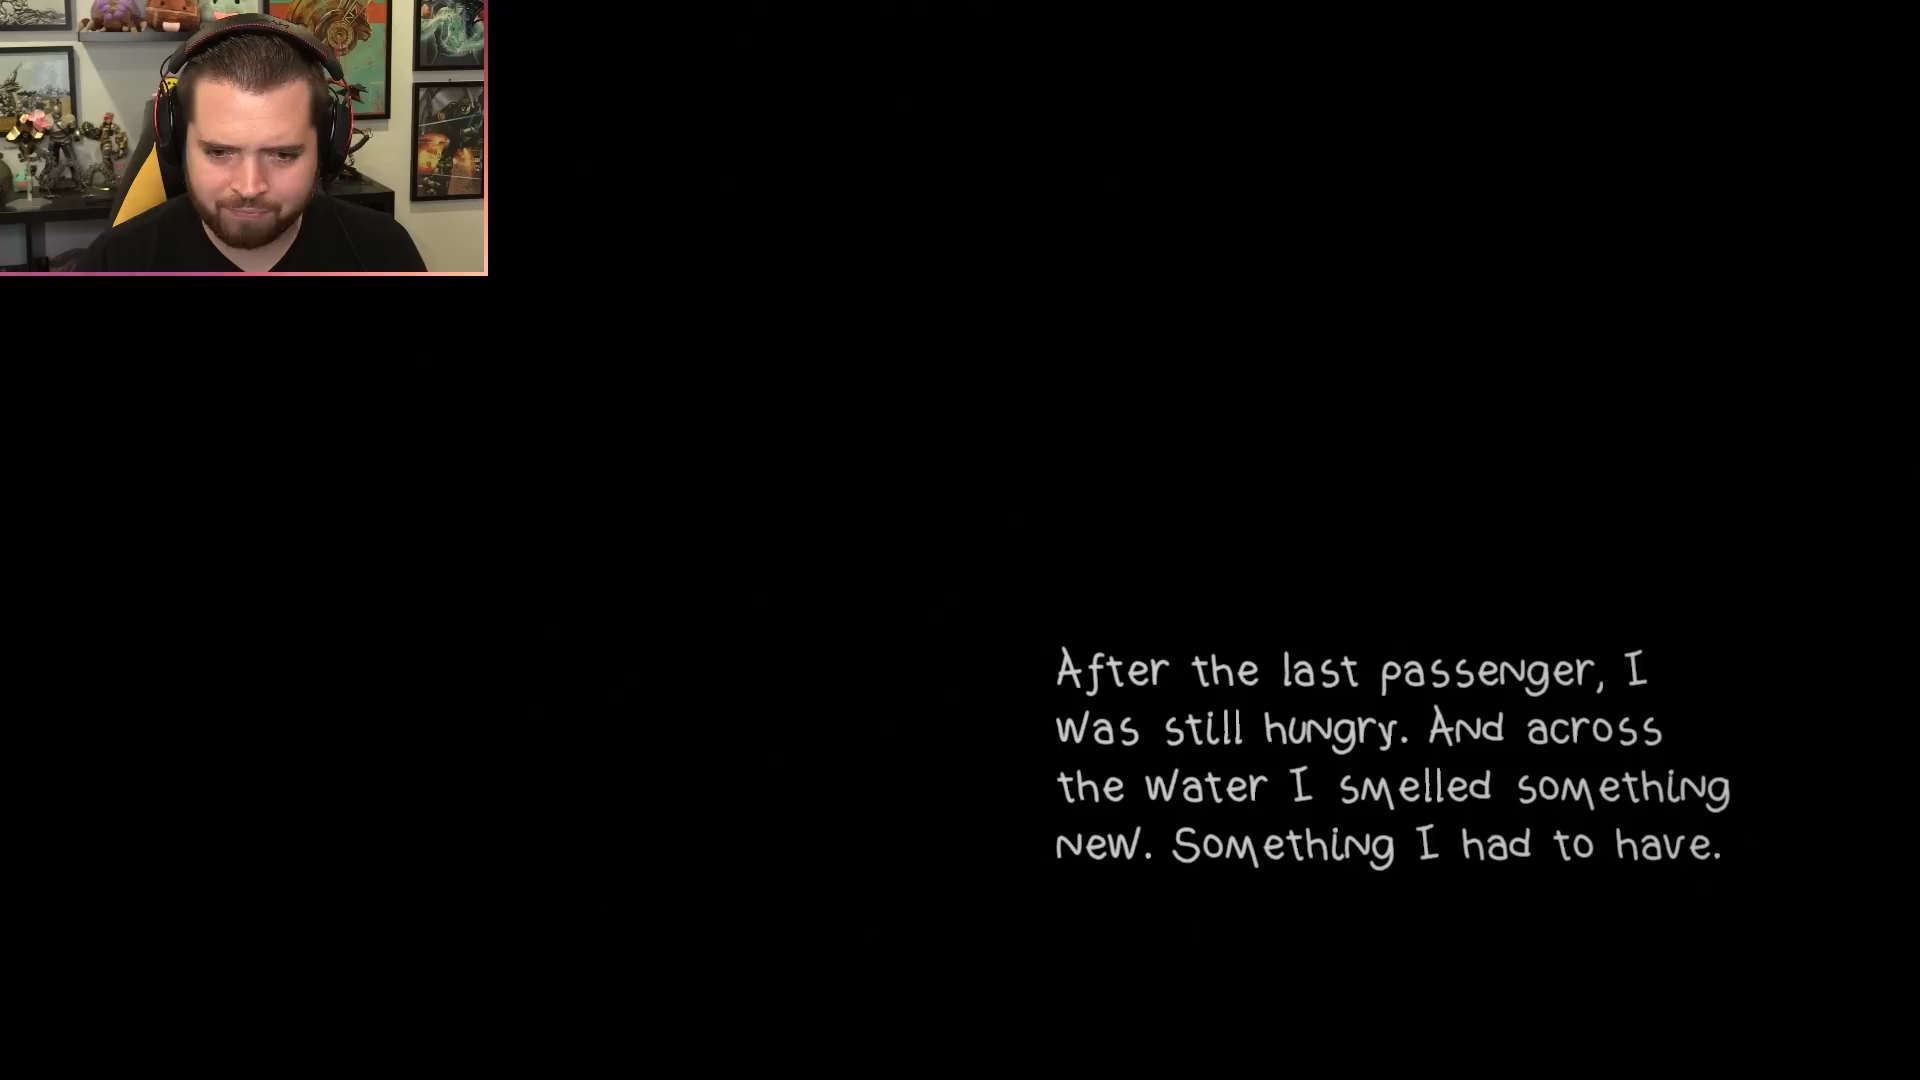 After the last passenger, I
was still hungry. And across
the water I smelled something
new. Something I had to have.